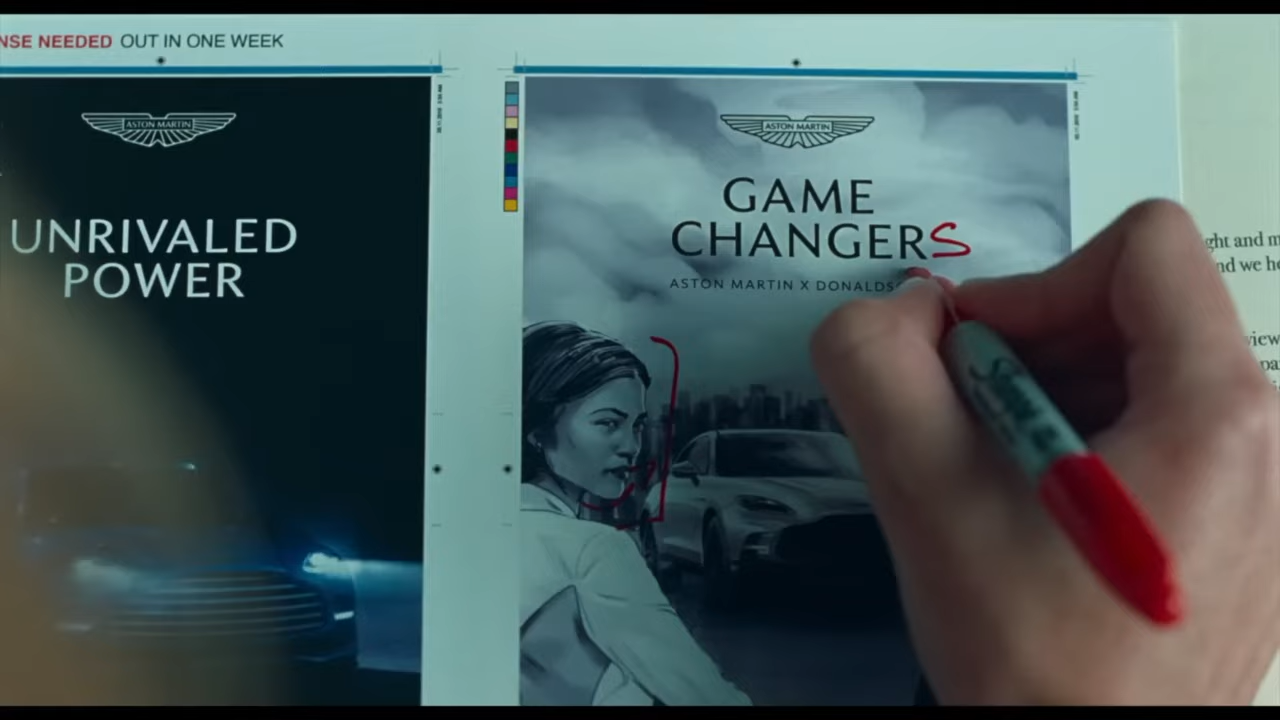 NSE NEEDED OUT IN ONE WEEK
ASTON MARTIN
UNRIVALED
POWER
ASTON MARTIN
GAME
CHANGERS
ASTON MARTIN X DONALDS
ght and m
nd we he
view
pa